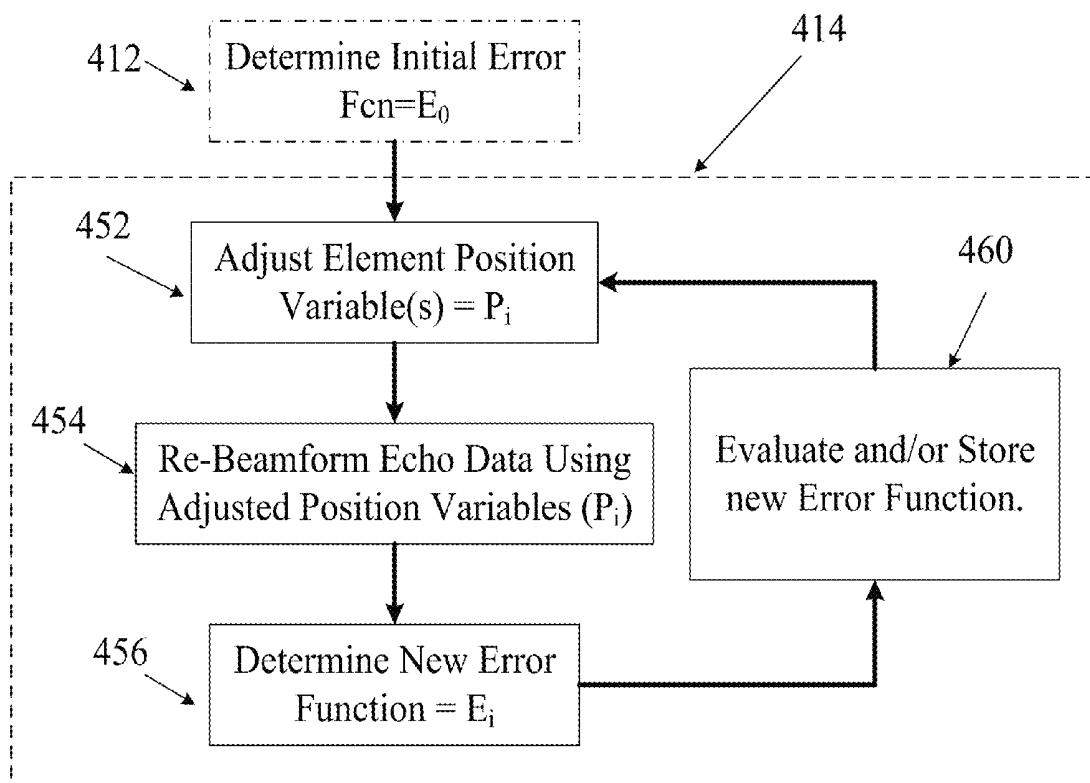 412
Determine Initial Error
Fcn=E₀
414
452
Adjust Element Position
Variable(s) = Pᵢ
460
454
Re-Beamform Echo Data Using
Adjusted Position Variables (Pᵢ)
Evaluate and/or Store
new Error Function.
456
Determine New Error
Function = Eᵢ